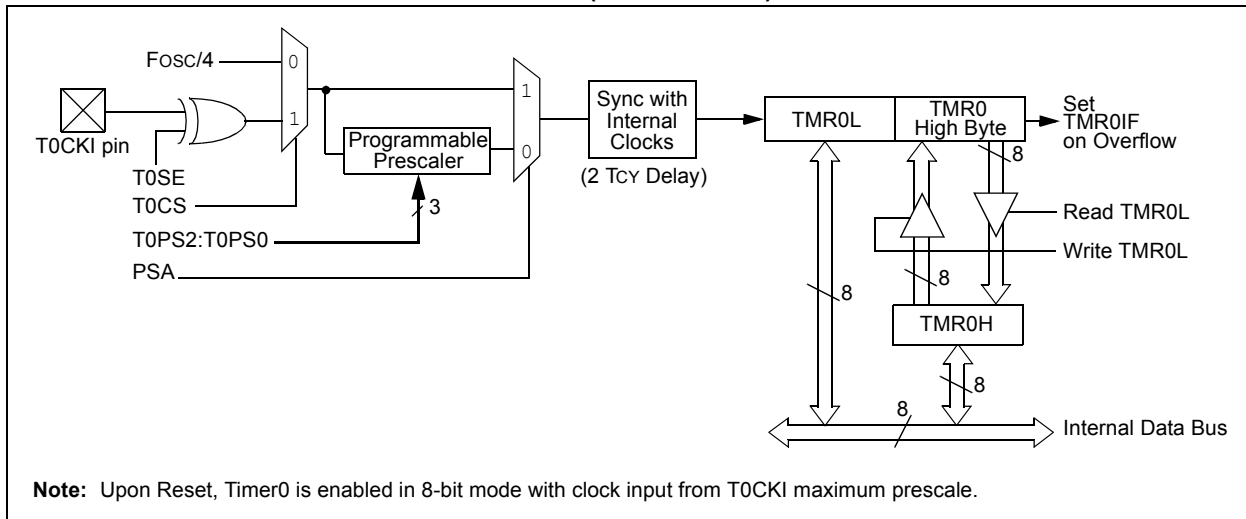 FOSC/4
0
1
T0CKI pin
T0SE
T0CS
T0PS2:T0PS0
PSA
Programmable
Prescaler
3
1
0
Sync with
Internal
Clocks
(2 TCY Delay)
TMR0L
TMR0
High Byte
Set
TMR0IF
on Overflow
8
Read TMR0L
Write TMR0L
8
8
TMR0H
8
8
Internal Data Bus
Note: Upon Reset, Timer0 is enabled in 8-bit mode with clock input from T0CKI maximum prescale.